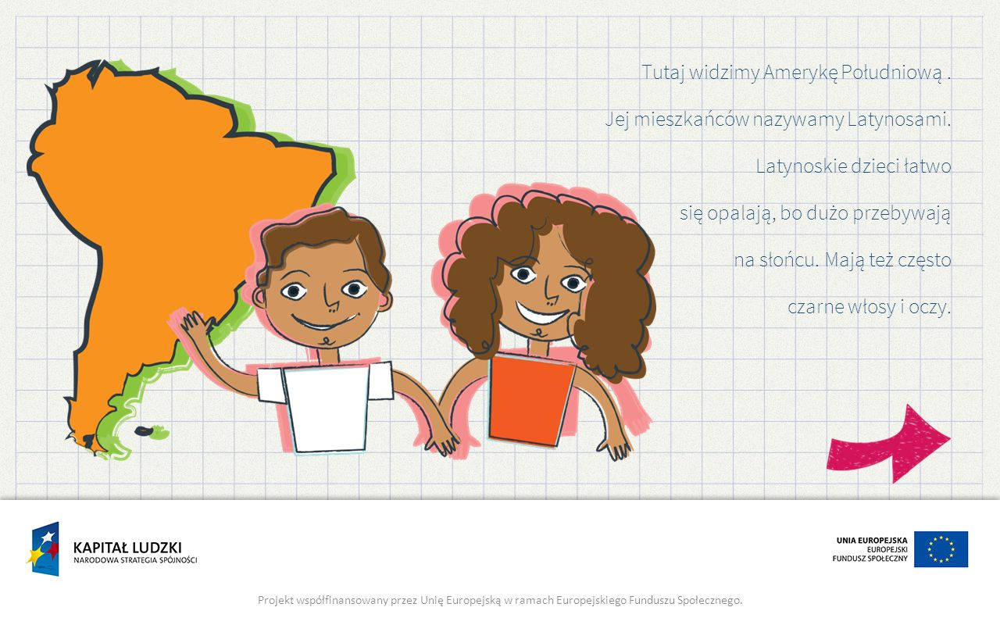 Tutaj widzimy Amerykę Południową .
Jej mieszkańców nazywamy Latynosami.
Latynoskie dzieci łatwo
się opalają, bo dużo przebywają
na słońcu. Mają też często
czarne włosy i oczy.
KAPITAŁ LUDZKI
NARODOWA STRATEGIA SPÓJNOŚCI
UNIA EUROPEJSKA
EUROPEJSKI
FUNDUSZ SPOŁECZNY
Projekt współfinansowany przez Unię Europejską w ramach Europejskiego Funduszu Społecznego.